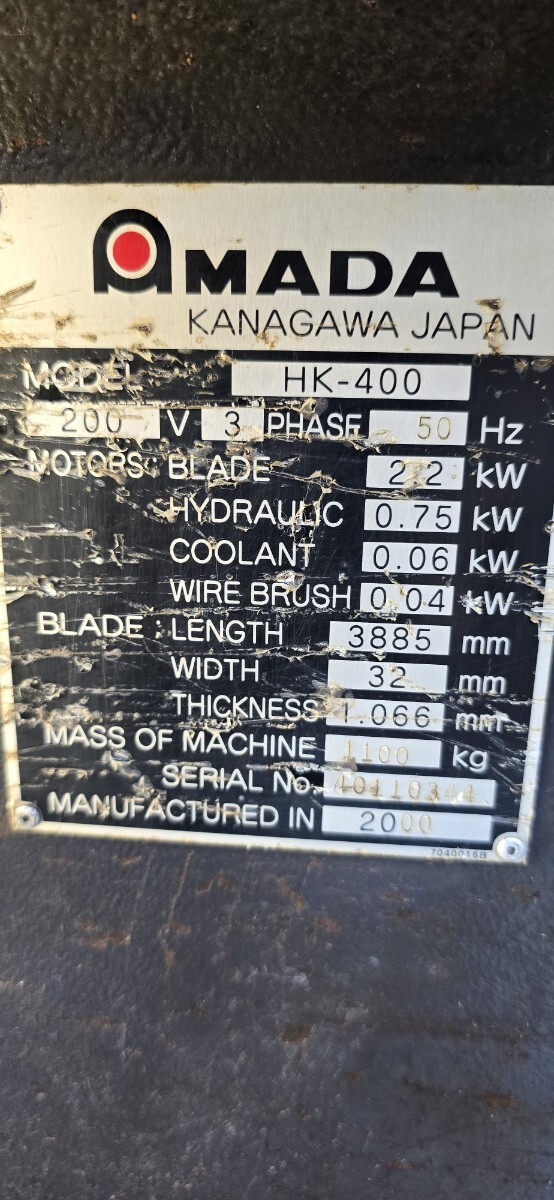 AMADA
KANAGAWA JAPAN
MODEL HK-400
200 V 3 PHASE 50 Hz
MOTORS: BLADE 2.2 kW
HYDRAULIC 0.75 kW
COOLANT 0.06 kW
WIRE BRUSH 0.04 kW
BLADE : LENGTH 3885 mm
WIDTH 32 mm
THICKNESS 1.066 mm
MASS OF MACHINE 1100 kg
SERIAL No. 40110344
MANUFACTURED IN 2000
7040016B